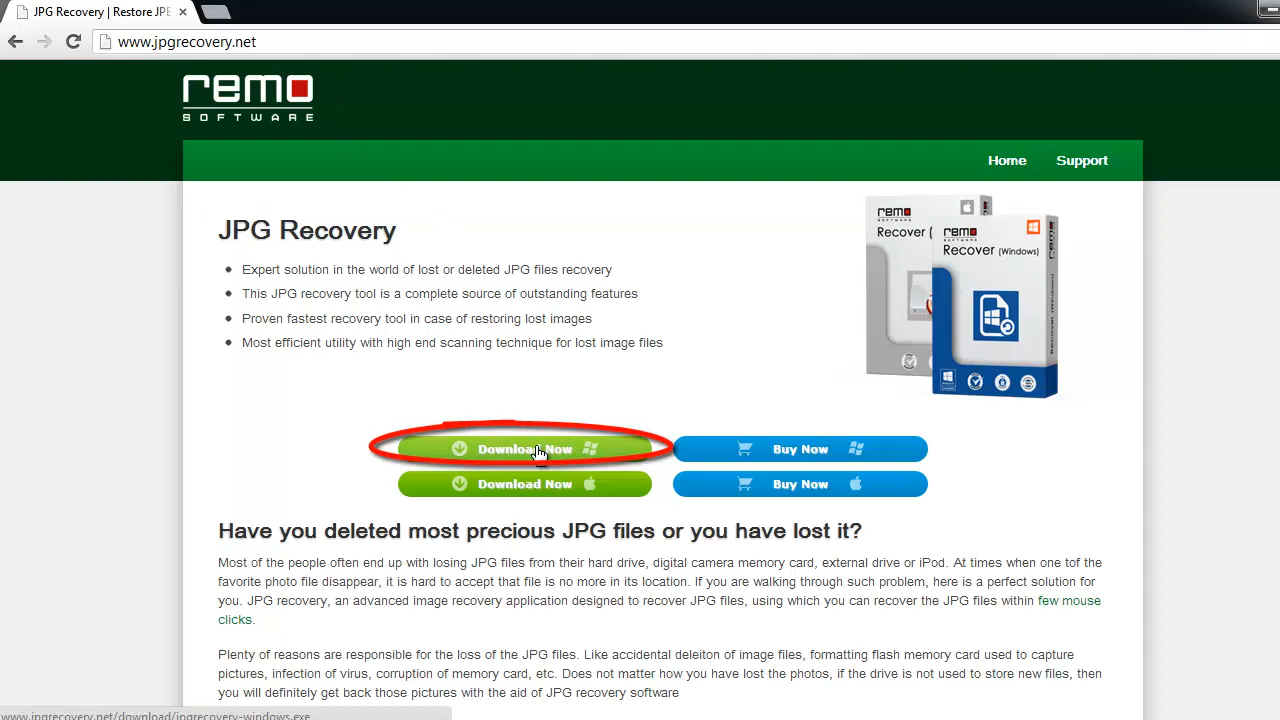 JPG Recovery | Restore JPE
www.jpgrecovery.net
remo
SOFTWARE
Home Support
JPG Recovery
Expert solution in the world of lost or deleted JPG files recovery
This JPG recovery tool is a complete source of outstanding features
Proven fastest recovery tool in case of restoring lost images
Most efficient utility with high end scanning technique for lost image files
remo
SOFTWARE
Recover (
remo
SOFTWARE
Recover (Windows)
Download Now Buy Now
Download Now Buy Now
Have you deleted most precious JPG files or you have lost it?
Most of the people often end up with losing JPG files from their hard drive, digital camera memory card, external drive or iPod. At times when one tof the
favorite photo file disappear, it is hard to accept that file is no more in its location. If you are walking through such problem, here is a perfect solution for
you. JPG recovery, an advanced image recovery application designed to recover JPG files, using which you can recover the JPG files within few mouse
clicks.
Plenty of reasons are responsible for the loss of the JPG files. Like accidental deleiton of image files, formatting flash memory card used to capture
pictures, infection of virus, corruption of memory card, etc. Does not matter how you have lost the photos, if the drive is not used to store new files, then
you will definitely get back those pictures with the aid of JPG recovery software
www.jpgrecovery.net/download/jpgrecovery-windows.exe